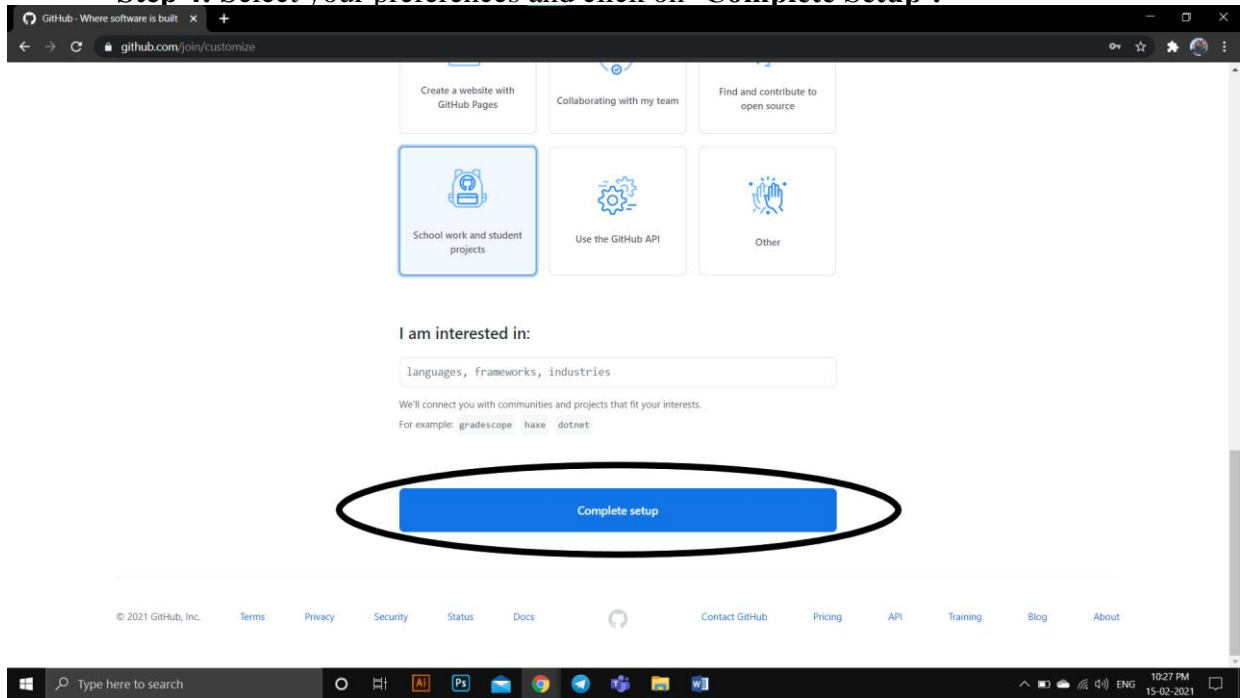 Step 4: Select your preferences and click on "Complete Setup".
GitHub · Where software is built
github.com/join/customize
Create a website with
GitHub Pages
Collaborating with my team
Find and contribute to
open source
School work and student
projects
Use the GitHub API
Other
I am interested in:
languages, frameworks, industries
We'll connect you with communities and projects that fit your interests.
For example: gradescope haxe dotnet
Complete setup
© 2021 GitHub, Inc. Terms Privacy Security Status Docs Contact GitHub Pricing API Training Blog About
Type here to search Ai Ps ENG 10:27 PM
15-02-2021